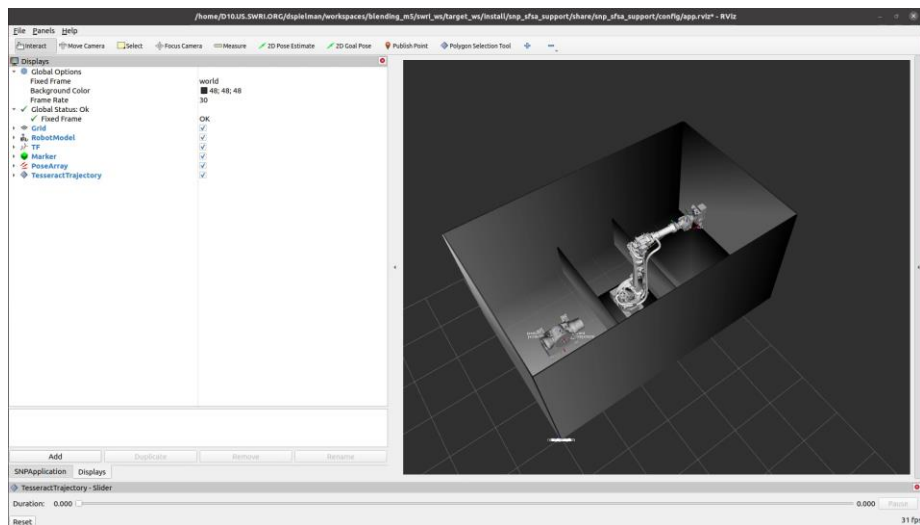 /home/D10.US.SWRI.ORG/dspielman/workspaces/blending_m5/swri_ws/target_ws/install/snp_sfsa_support/share/snp_sfsa_support/config/app.rviz* - RViz
File Panels Help
Interact Move Camera Select Focus Camera Measure 2D Pose Estimate 2D Goal Pose Publish Point Polygon Selection Tool
Displays
Global Options
Fixed Frame world
Background Color 48; 48; 48
Frame Rate 30
Global Status: Ok
Fixed Frame OK
Grid
RobotModel
TF
Marker
PoseArray
TesseractTrajectory
Add Duplicate Remove Rename
SNPApplication Displays
TesseractTrajectory - Slider
Duration: 0.000 0.000 Pause
Reset 31 fps